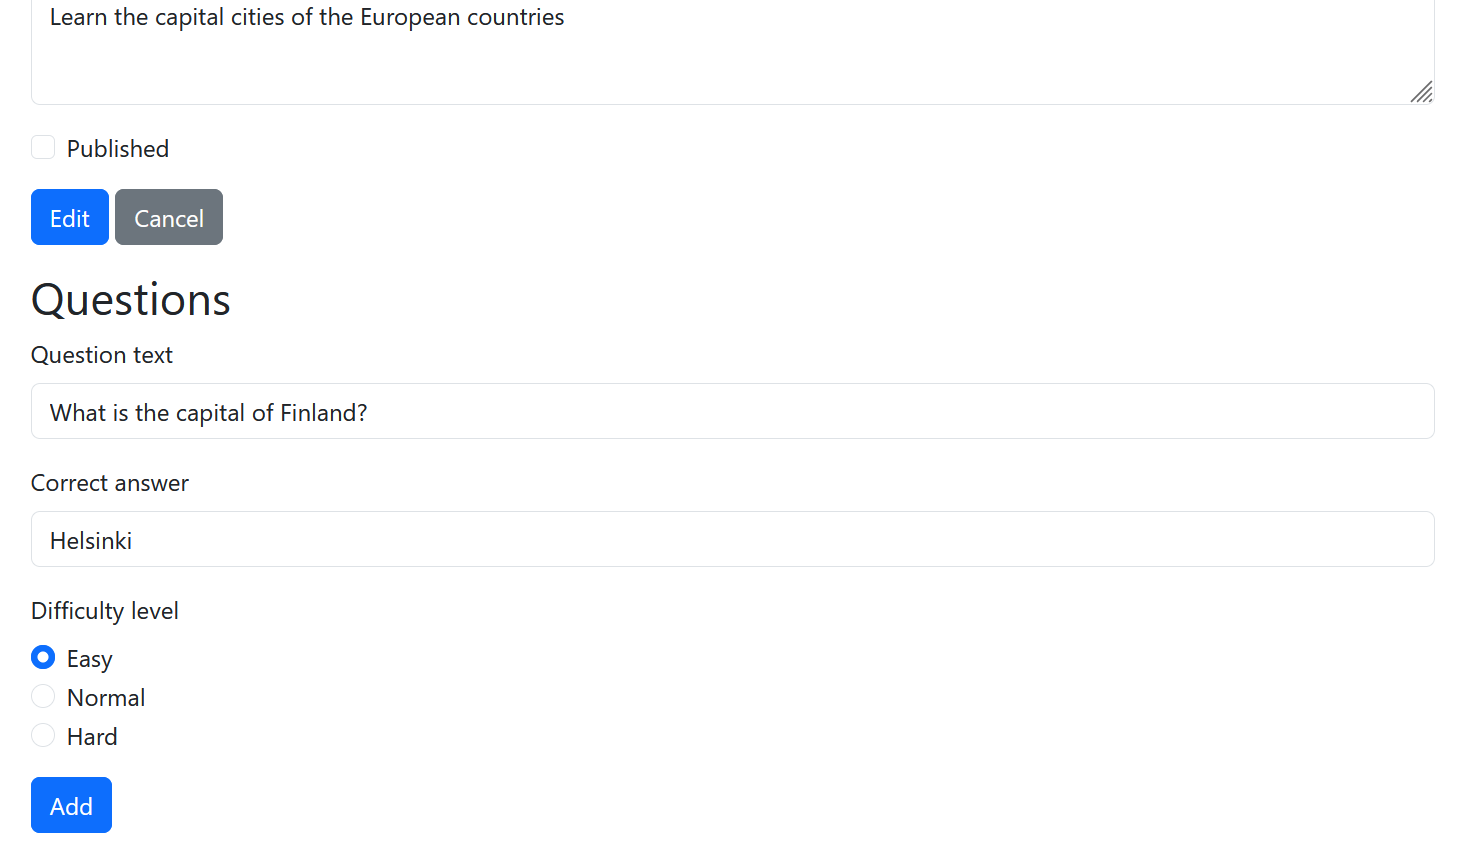 Learn the capital cities of the European countries
Published
Edit Cancel
Questions
Question text
What is the capital of Finland?
Correct answer
Helsinki
Difficulty level
Easy
Normal
Hard
Add